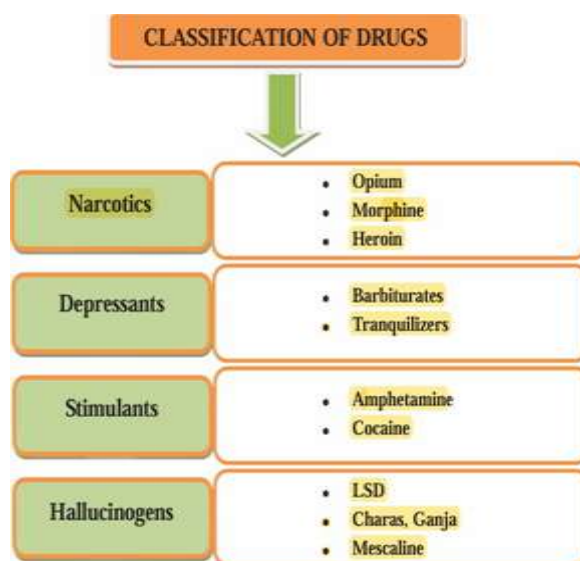 CLASSIFICATION OF DRUGS
Narcotics
• Opium
• Morphine
• Heroin
Depressants
• Barbiturates
• Tranquilizers
Stimulants
• Amphetamine
• Cocaine
Hallucinogens
• LSD
• Charas, Ganja
• Mescaline